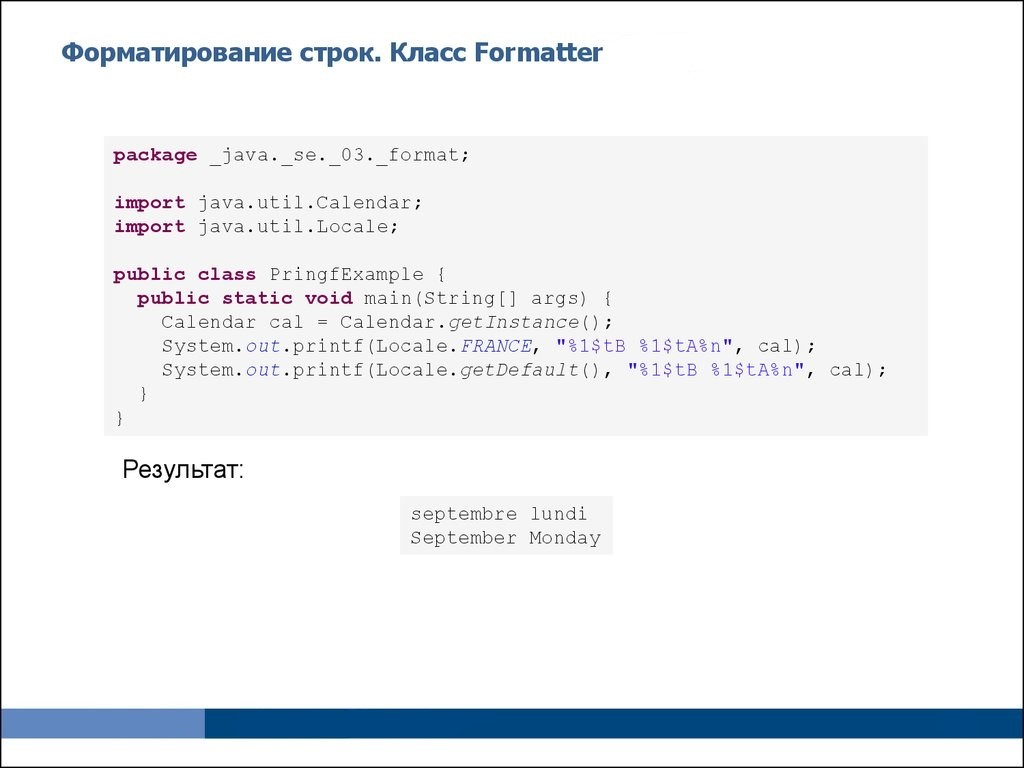 Форматирование строк. Класс Formatter
package _java._se._03._format;
import java.util.Calendar;
import java.util.Locale;
public class PringfExample {
  public static void main(String[] args) {
    Calendar cal = Calendar.getInstance();
    System.out.printf(Locale.FRANCE, "%1$tB %1$tA%n", cal);
    System.out.printf(Locale.getDefault(), "%1$tB %1$tA%n", cal);
  }
}
Результат:
septembre lundi
September Monday